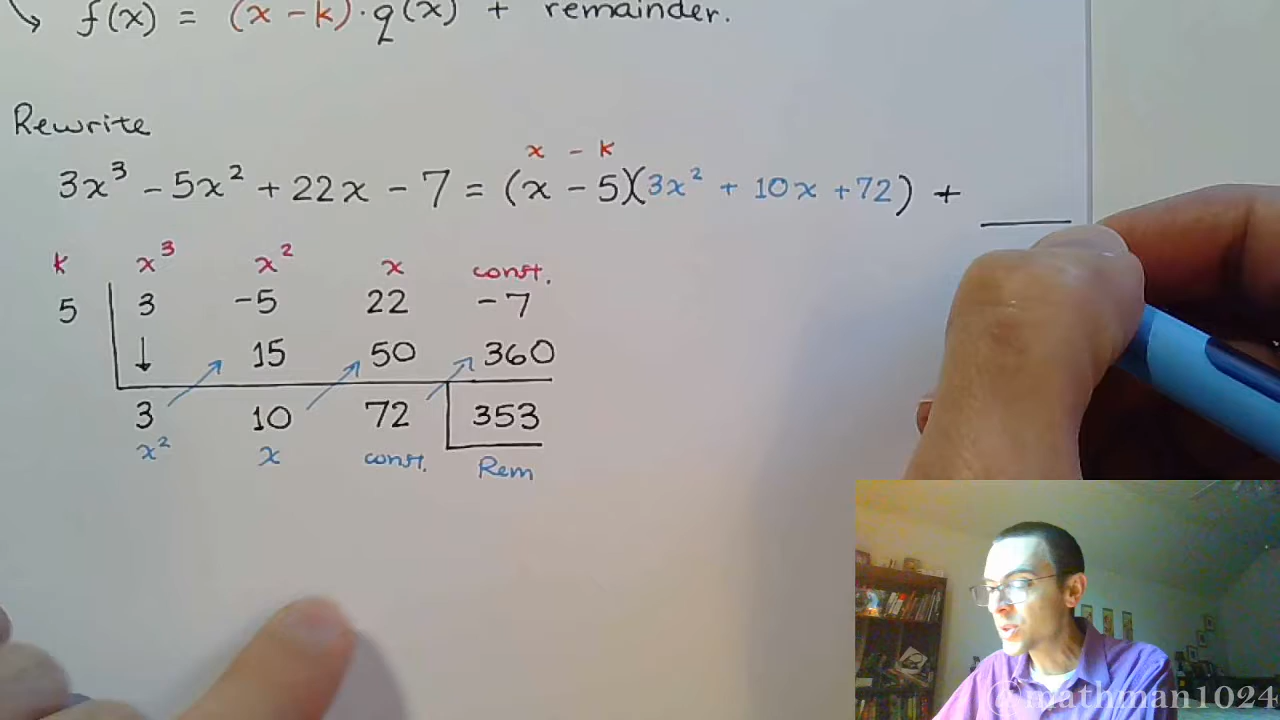 ↳ f(x) = (x - k) · q(x) + remainder.
Rewrite
x - k
3x³ - 5x² + 22x - 7 = (x - 5)(3x² + 10x + 72) + ____
k x³ x² x const.
5 3 -5 22 -7
↓ 15 50 360
3 10 72 353
x² x const. Rem
@mathman1024